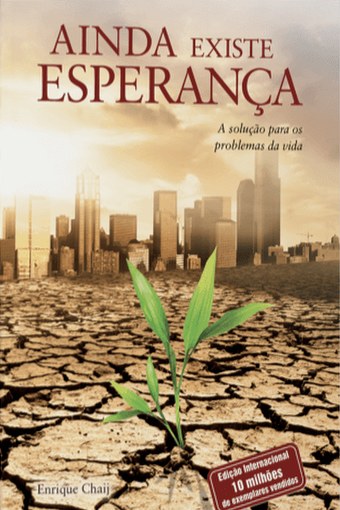 AINDA EXISTE
ESPERANÇA
A solução para os
problemas da vida
Edição Internacional
10 milhões
de exemplares vendidos
Enrique Chaij